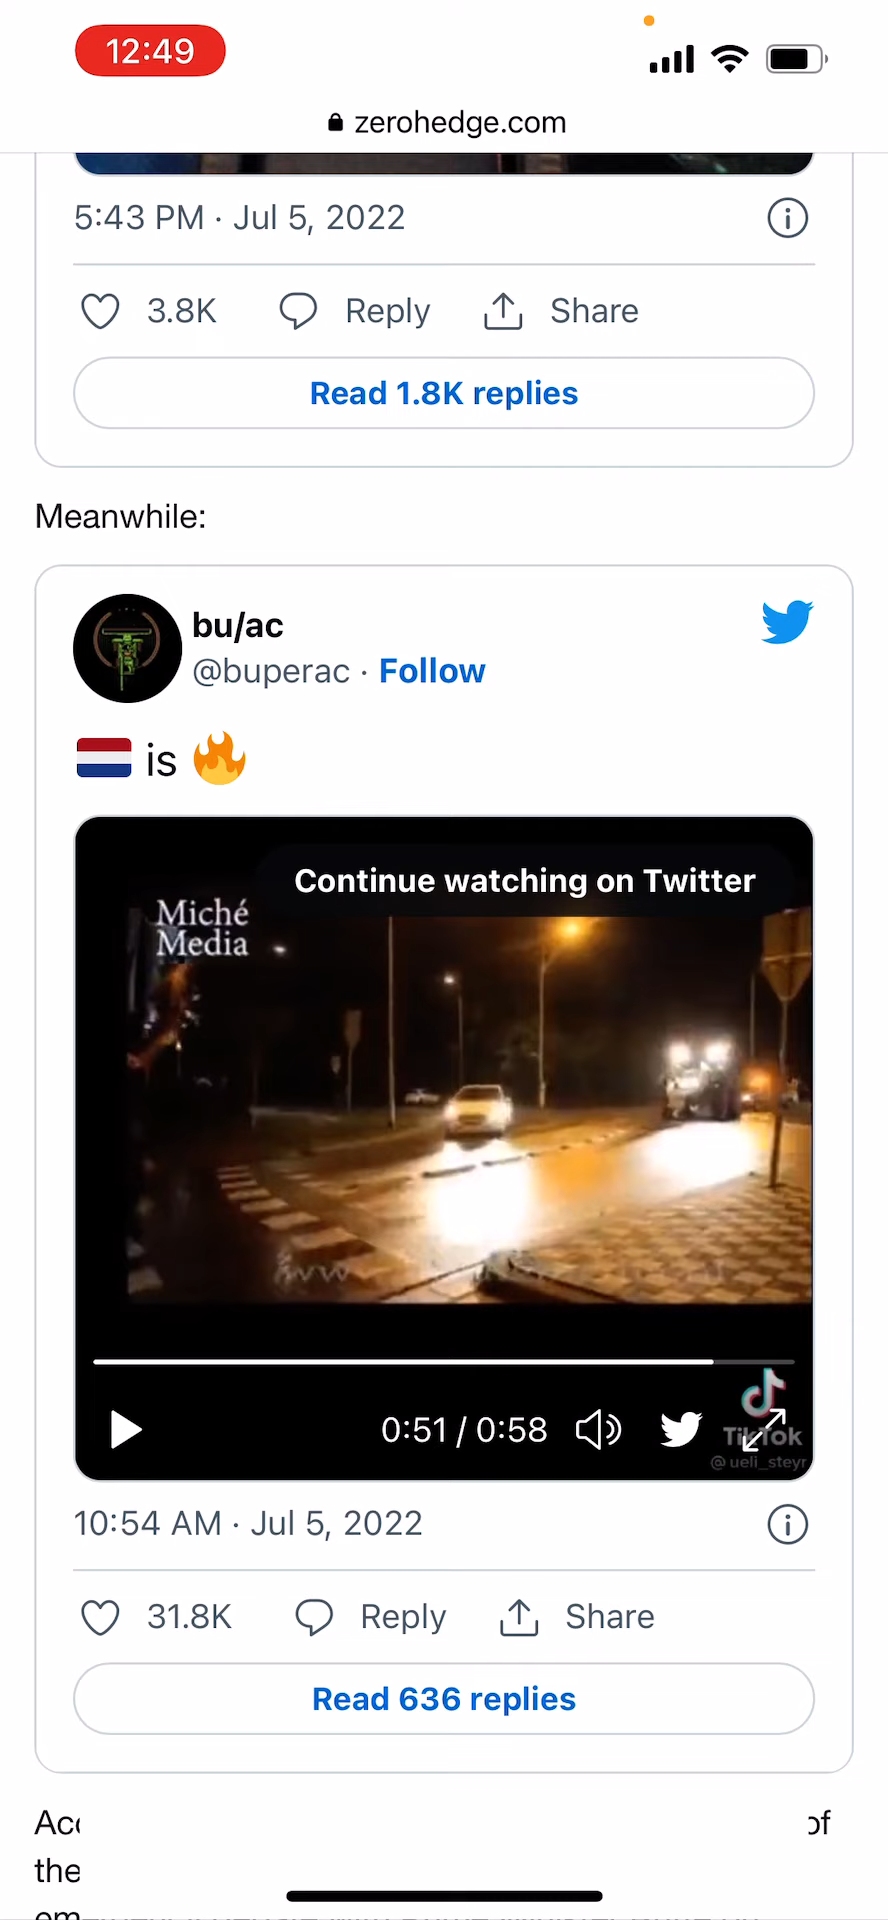 12:49
zerohedge.com
5:43 PM · Jul 5, 2022
3.8K Reply Share
Read 1.8K replies
Meanwhile:
bu/ac
@buperac · Follow
is
Continue watching on Twitter
Miché
Media
0:51 / 0:58
TikTok
@ueli_steyr
10:54 AM · Jul 5, 2022
31.8K Reply Share
Read 636 replies
of
the